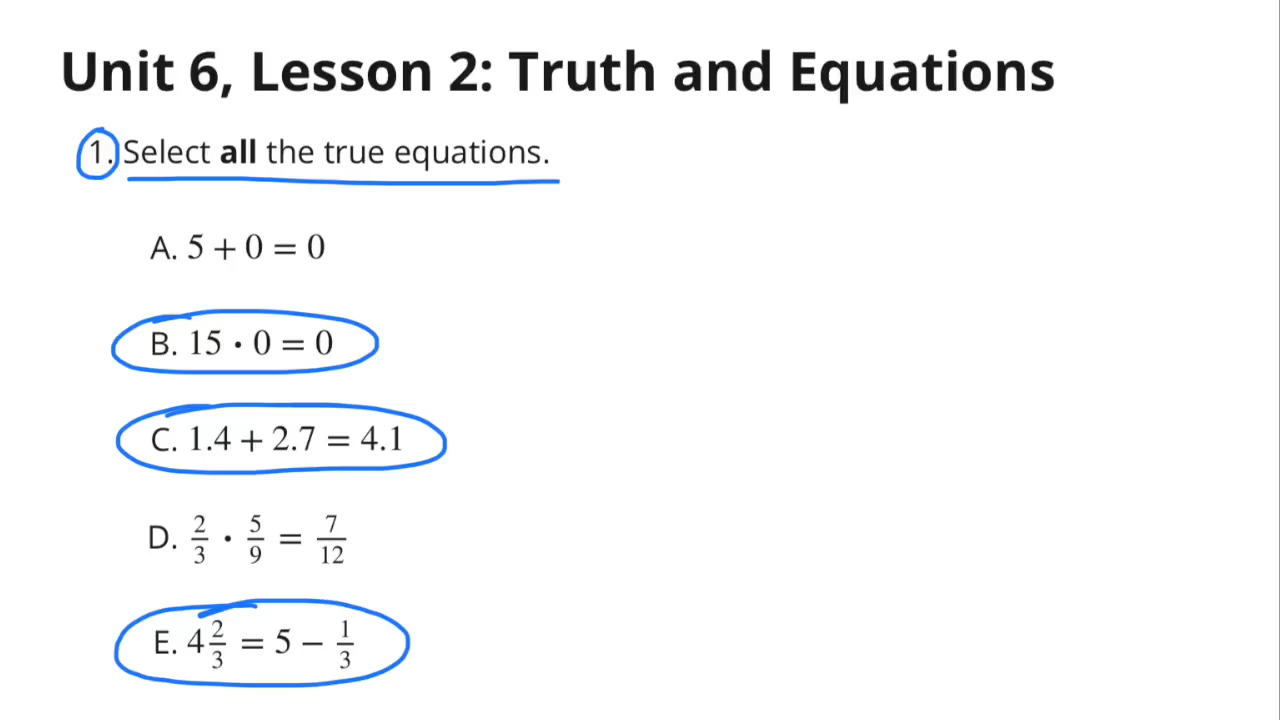 Unit 6, Lesson 2: Truth and Equations
1. Select all the true equations.
A. 5 + 0 = 0
B. 15 · 0 = 0
C. 1.4 + 2.7 = 4.1
D. 2/3 · 5/9 = 7/12
E. 4 2/3 = 5 − 1/3